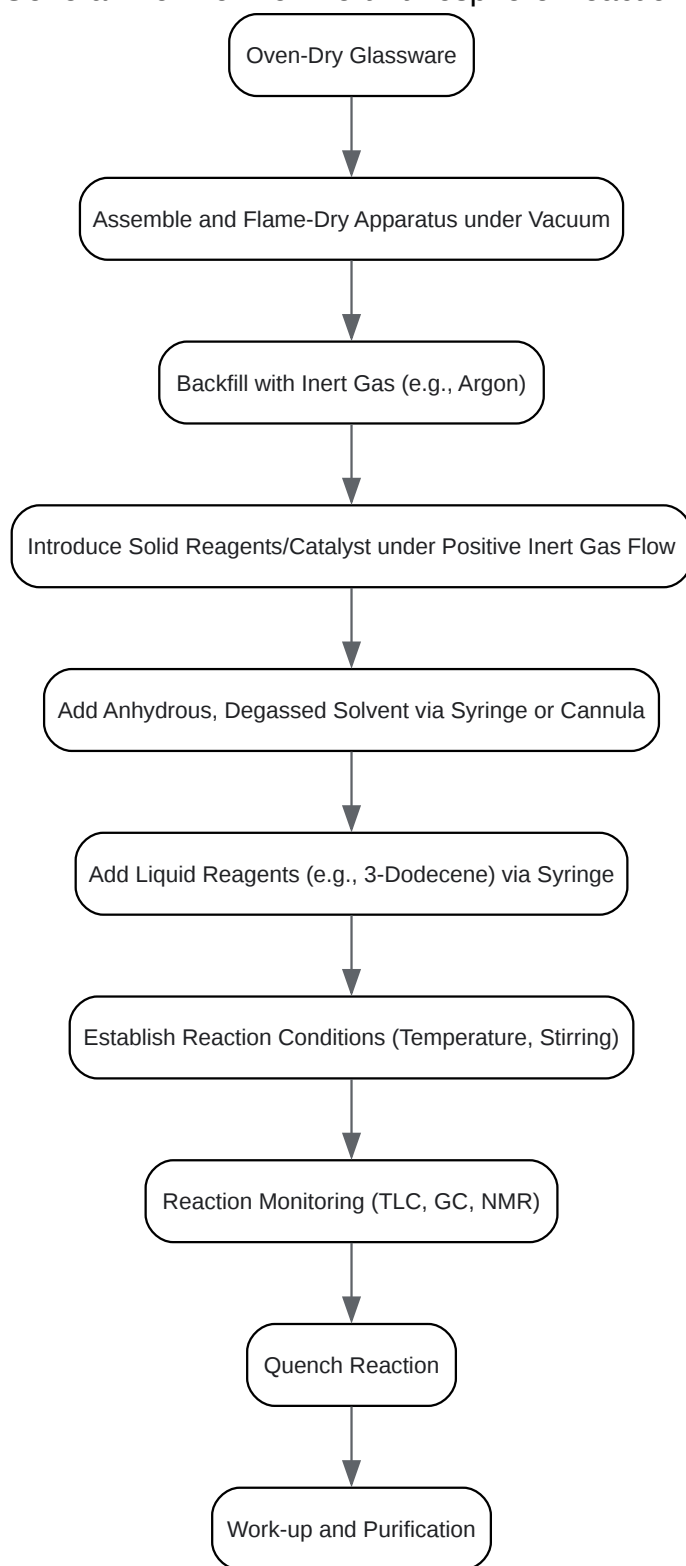 Oven-Dry Glassware
Assemble and Flame-Dry Apparatus under Vacuum
Backfill with Inert Gas (e.g., Argon)
Introduce Solid Reagents/Catalyst under Positive Inert Gas Flow
Add Anhydrous, Degassed Solvent via Syringe or Cannula
Add Liquid Reagents (e.g., 3-Dodecene) via Syringe
Establish Reaction Conditions (Temperature, Stirring)
Reaction Monitoring (TLC, GC, NMR)
Quench Reaction
Work-up and Purification